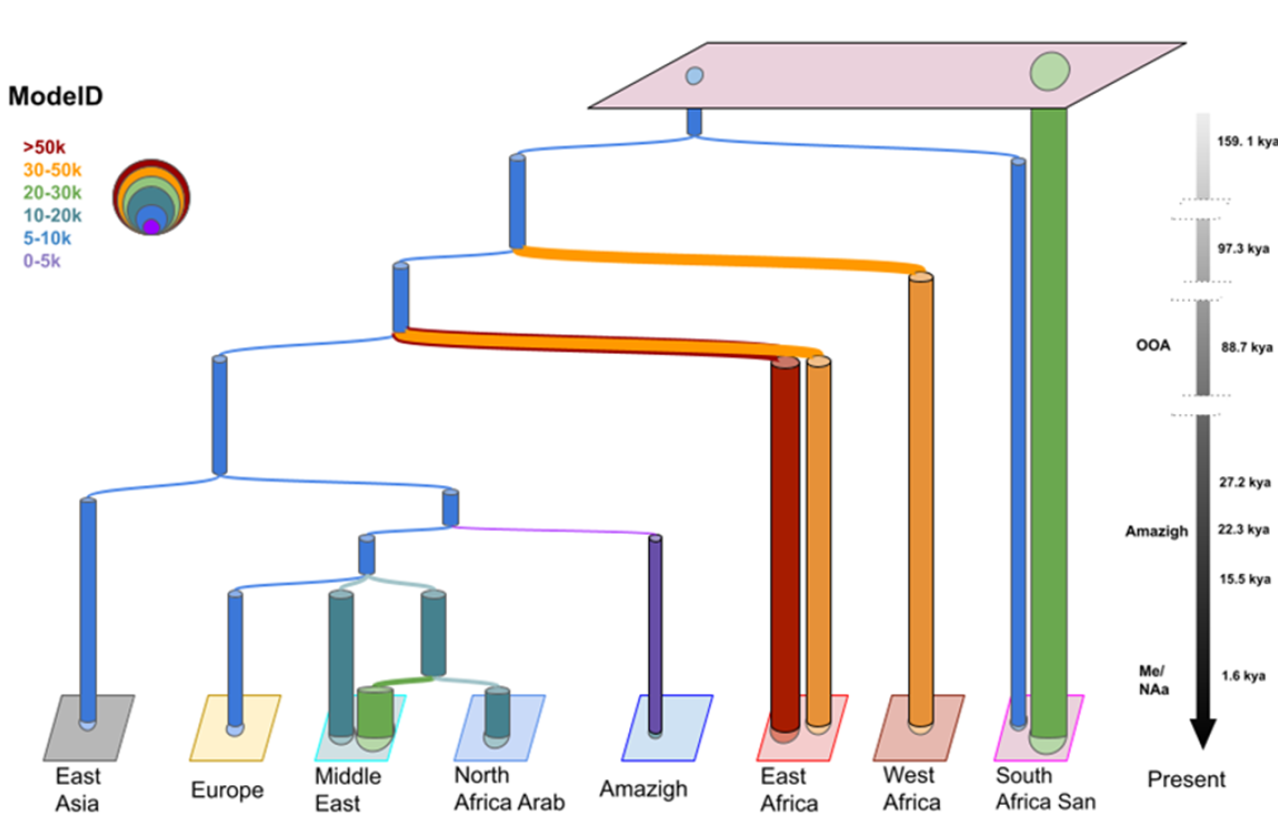 ModelD
>50k
30-50k
20-30k
10-20k
5-10k
0-5k
159. 1 kya
97.3 kya
OOA
88.7 kya
27.2 kya
Amazigh
22.3 kya
15.5 kya
Me/
NAa
1.6 kya
East
Asia
Europe
Middle
East
North
Africa Arab
Amazigh
East
Africa
West
Africa
South
Africa San
Present